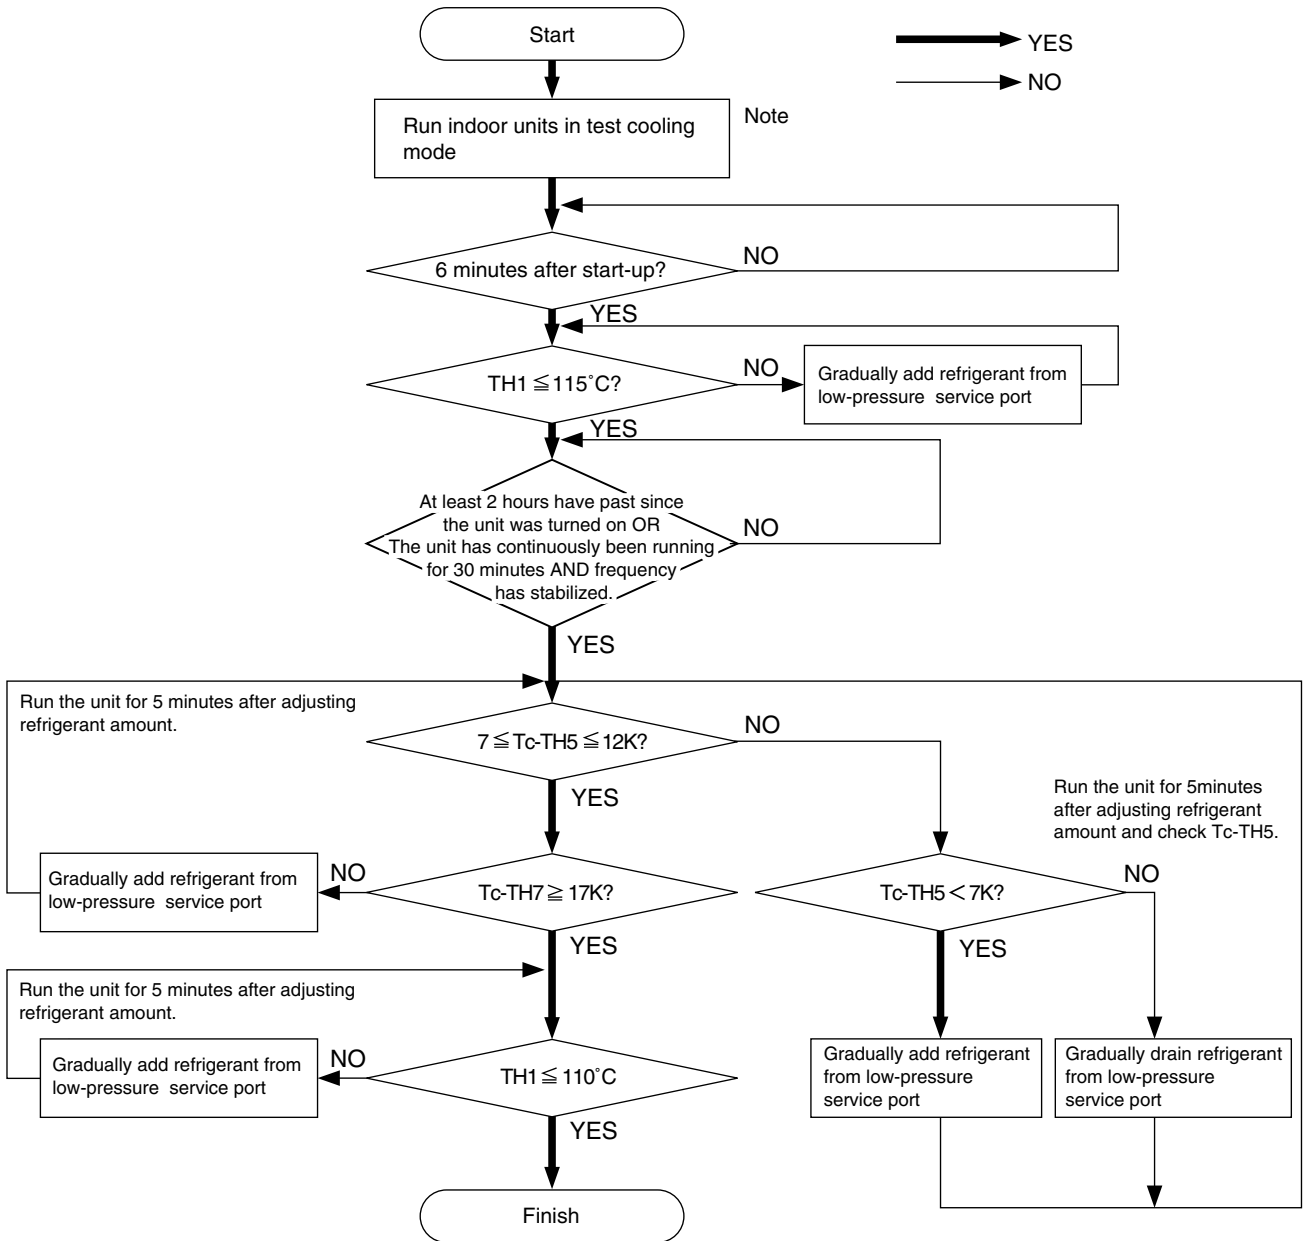 Start
YES
NO
Run indoor units in test cooling
mode
Note
6 minutes after start-up?
NO
YES
TH1 ≦ 115˚C?
NO
Gradually add refrigerant from
low-pressure service port
YES
At least 2 hours have past since
the unit was turned on OR
The unit has continuously been running
for 30 minutes AND frequency
has stabilized.
NO
YES
Run the unit for 5 minutes after adjusting
refrigerant amount.
7 ≦ Tc-TH5 ≦ 12K?
NO
YES
Run the unit for 5minutes
after adjusting refrigerant
amount and check Tc-TH5.
Gradually add refrigerant from
low-pressure service port
NO
Tc-TH7 ≧ 17K?
YES
Tc-TH5 < 7K?
NO
YES
Run the unit for 5 minutes after adjusting
refrigerant amount.
Gradually add refrigerant from
low-pressure service port
NO
TH1 ≦ 110˚C
YES
Gradually add refrigerant
from low-pressure
service port
Gradually drain refrigerant
from low-pressure
service port
Finish